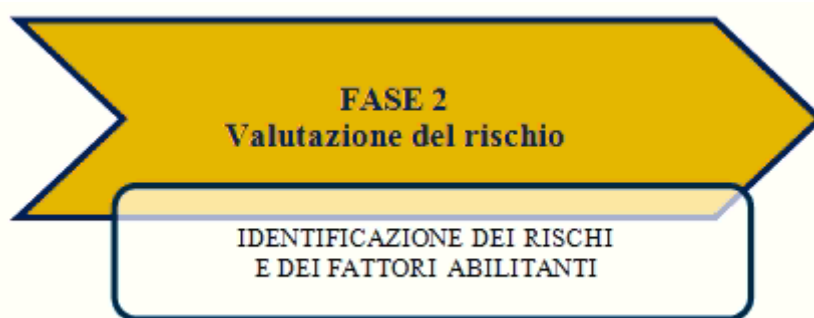 FASE 2
Valutazione del rischio
IDENTIFICAZIONE DEI RISCHI
E DEI FATTORI ABILITANTI